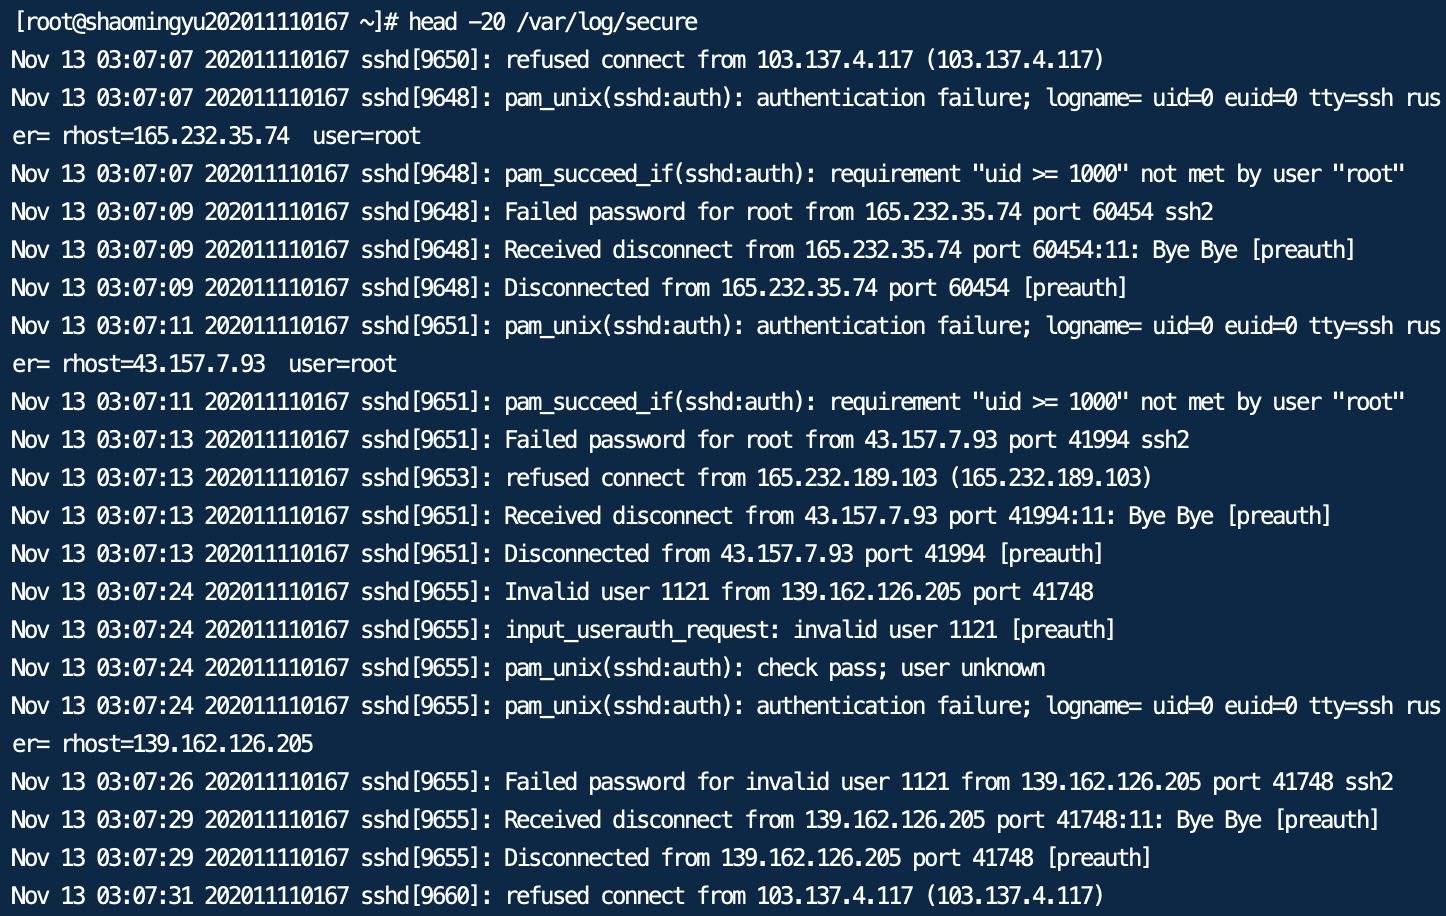 [root@shaomingyu202011110167 ~]# head -20 /var/log/secure
Nov 13 03:07:07 202011110167 sshd[9650]: refused connect from 103.137.4.117 (103.137.4.117)
Nov 13 03:07:07 202011110167 sshd[9648]: pam_unix(sshd:auth): authentication failure; logname= uid=0 euid=0 tty=ssh rus
er= rhost=165.232.35.74  user=root
Nov 13 03:07:07 202011110167 sshd[9648]: pam_succeed_if(sshd:auth): requirement "uid >= 1000" not met by user "root"
Nov 13 03:07:09 202011110167 sshd[9648]: Failed password for root from 165.232.35.74 port 60454 ssh2
Nov 13 03:07:09 202011110167 sshd[9648]: Received disconnect from 165.232.35.74 port 60454:11: Bye Bye [preauth]
Nov 13 03:07:09 202011110167 sshd[9648]: Disconnected from 165.232.35.74 port 60454 [preauth]
Nov 13 03:07:11 202011110167 sshd[9651]: pam_unix(sshd:auth): authentication failure; logname= uid=0 euid=0 tty=ssh rus
er= rhost=43.157.7.93  user=root
Nov 13 03:07:11 202011110167 sshd[9651]: pam_succeed_if(sshd:auth): requirement "uid >= 1000" not met by user "root"
Nov 13 03:07:13 202011110167 sshd[9651]: Failed password for root from 43.157.7.93 port 41994 ssh2
Nov 13 03:07:13 202011110167 sshd[9653]: refused connect from 165.232.189.103 (165.232.189.103)
Nov 13 03:07:13 202011110167 sshd[9651]: Received disconnect from 43.157.7.93 port 41994:11: Bye Bye [preauth]
Nov 13 03:07:13 202011110167 sshd[9651]: Disconnected from 43.157.7.93 port 41994 [preauth]
Nov 13 03:07:24 202011110167 sshd[9655]: Invalid user 1121 from 139.162.126.205 port 41748
Nov 13 03:07:24 202011110167 sshd[9655]: input_userauth_request: invalid user 1121 [preauth]
Nov 13 03:07:24 202011110167 sshd[9655]: pam_unix(sshd:auth): check pass; user unknown
Nov 13 03:07:24 202011110167 sshd[9655]: pam_unix(sshd:auth): authentication failure; logname= uid=0 euid=0 tty=ssh rus
er= rhost=139.162.126.205
Nov 13 03:07:26 202011110167 sshd[9655]: Failed password for invalid user 1121 from 139.162.126.205 port 41748 ssh2
Nov 13 03:07:29 202011110167 sshd[9655]: Received disconnect from 139.162.126.205 port 41748:11: Bye Bye [preauth]
Nov 13 03:07:29 202011110167 sshd[9655]: Disconnected from 139.162.126.205 port 41748 [preauth]
Nov 13 03:07:31 202011110167 sshd[9660]: refused connect from 103.137.4.117 (103.137.4.117)